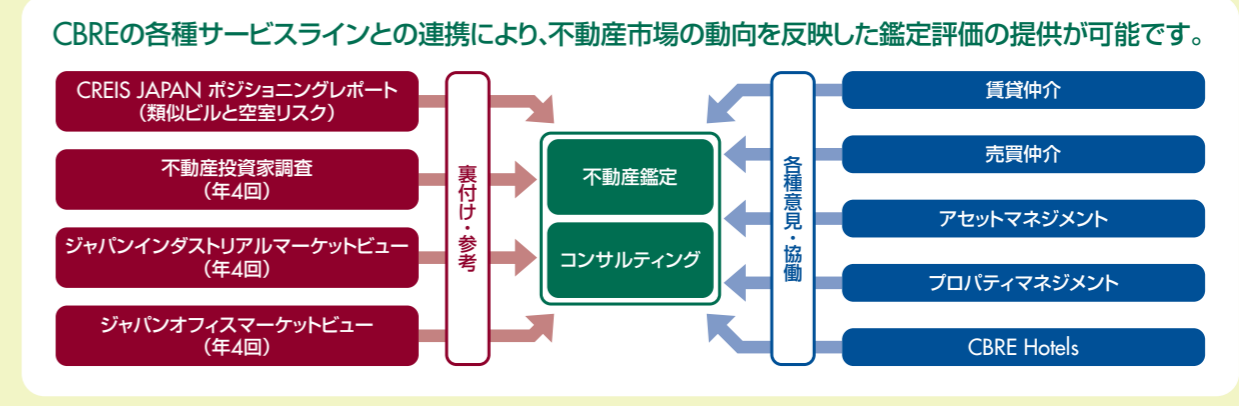 CBREの各種サービスラインとの連携により、不動産市場の動向を反映した鑑定評価の提供が可能です。
CREIS JAPAN ポジショニングレポート
(類似ビルと空室リスク)
不動産投資家調査
(年4回)
ジャパンインダストリアルマーケットビュー
(年4回)
ジャパンオフィスマーケットビュー
(年4回)
裏付け・参考
不動産鑑定
コンサルティング
各種意見・協働
賃貸仲介
売買仲介
アセットマネジメント
プロパティマネジメント
CBRE Hotels